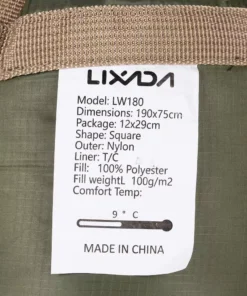 LIXADA
Model: LW180
Dimensions: 190x75cm
Package: 12x29cm
Shape: Square
Outer: Nylon
Liner: T/C
Fill: 100% Polyester
Fill weightL 100g/m2
Comfort Temp:
9 ° C
MADE IN CHINA